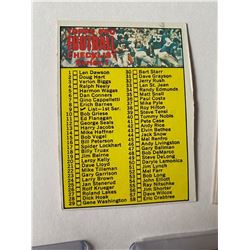 FOOTBALL
1 Len Dawson
2 Doug Hart
3 Verlon Biggs
4 Ralph Neely
5 Harmon Wages
6 Dan Conners
7 Gino Cappelletti
8 Erich Barnes
9 Checklist—1st Ser.
10 Bob Griese
11 Ed Flanagan
12 George Seals
13 Harry Jacobs
14 Mike Haffner
15 Bob Vogel
16 Bill Peterson
17 Spider Lockhart
18 Billy Truax
19 Jim Beirne
20 Leroy Kelly
21 Dave Lloyd
22 Mike Tilleman
23 Gary Garrison
24 Larry Brown
25 Jan Stenerud
26 Rolf Krueger
27 Roland Lakes
28 Dick Hoak
29 Gene Washington
30 Bart Starr
31 Dave Grayson
32 Jerry Rush
33 Len St. Jean
34 Randy Edmunds
35 Matt Snell
36 Paul Costa
37 Mike Pyle
38 Roy Hilton
39 Steve Tensi
40 Tommy Nobis
41 Pete Case
42 Andy Rice
43 Elvin Bethea
44 Jack Snow
45 Mel Renfro
46 Andy Livingston
47 Gary Ballman
48 Bob DeMarco
49 Steve DeLong
50 Daryle Lamonica
51 Jim Lynch
52 Mel Farr
53 Bob Long
54 John Elliott
55 Ray Nitschke
56 Jim Shorter
57 Dave Wilcox
58 Eric Crabtree